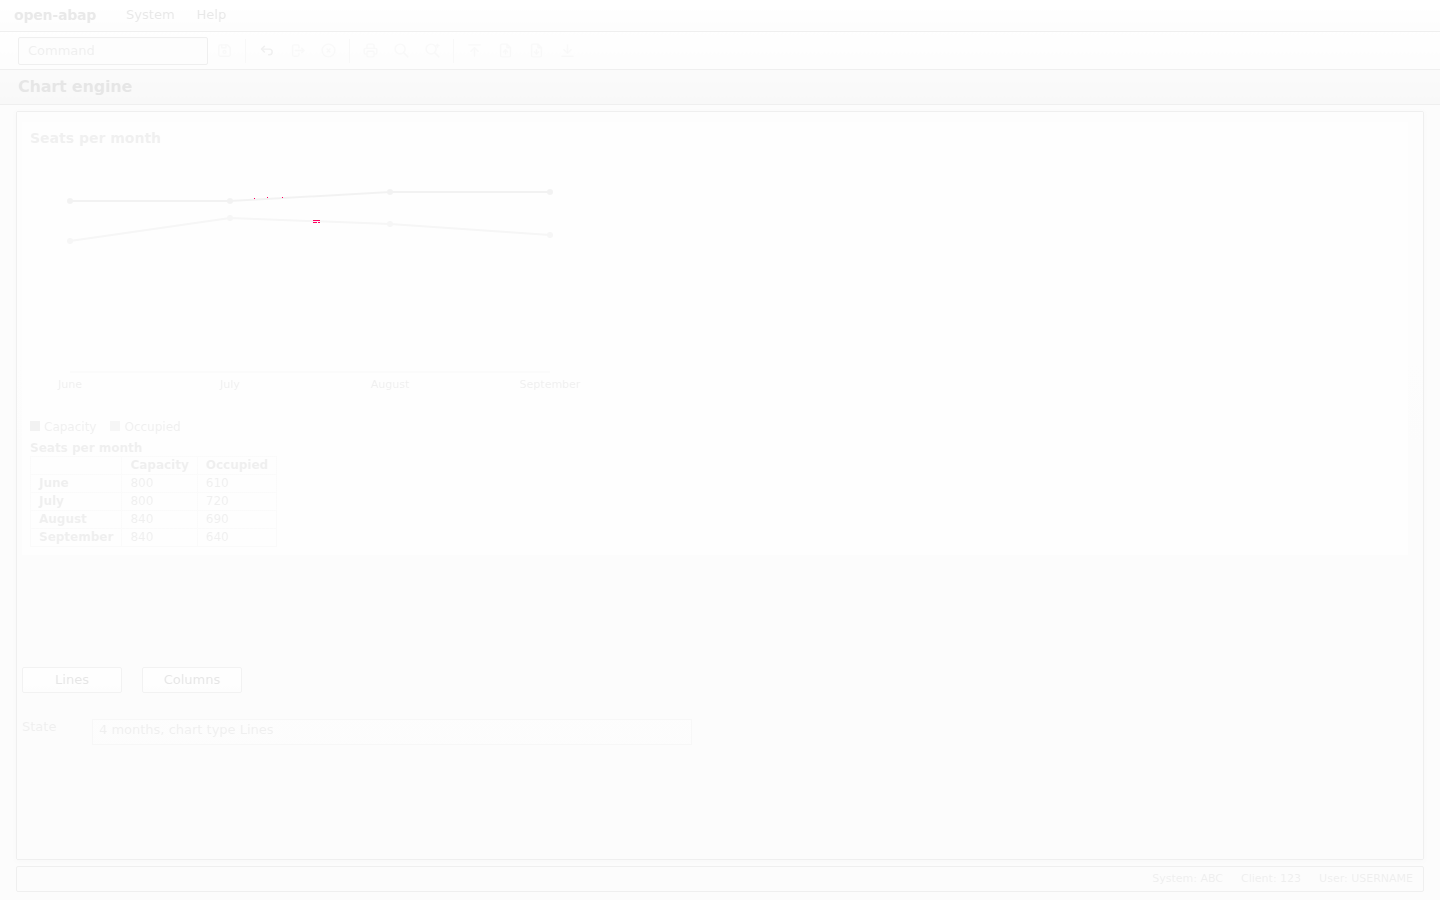 open-abap System Help
Command
Chart engine
Seats per month
June July August September
Capacity Occupied
Seats per month
Capacity Occupied
June 800 610
July 800 720
August 840 690
September 840 640
Lines Columns
State 4 months, chart type Lines
System: ABC Client: 123 User: USERNAME